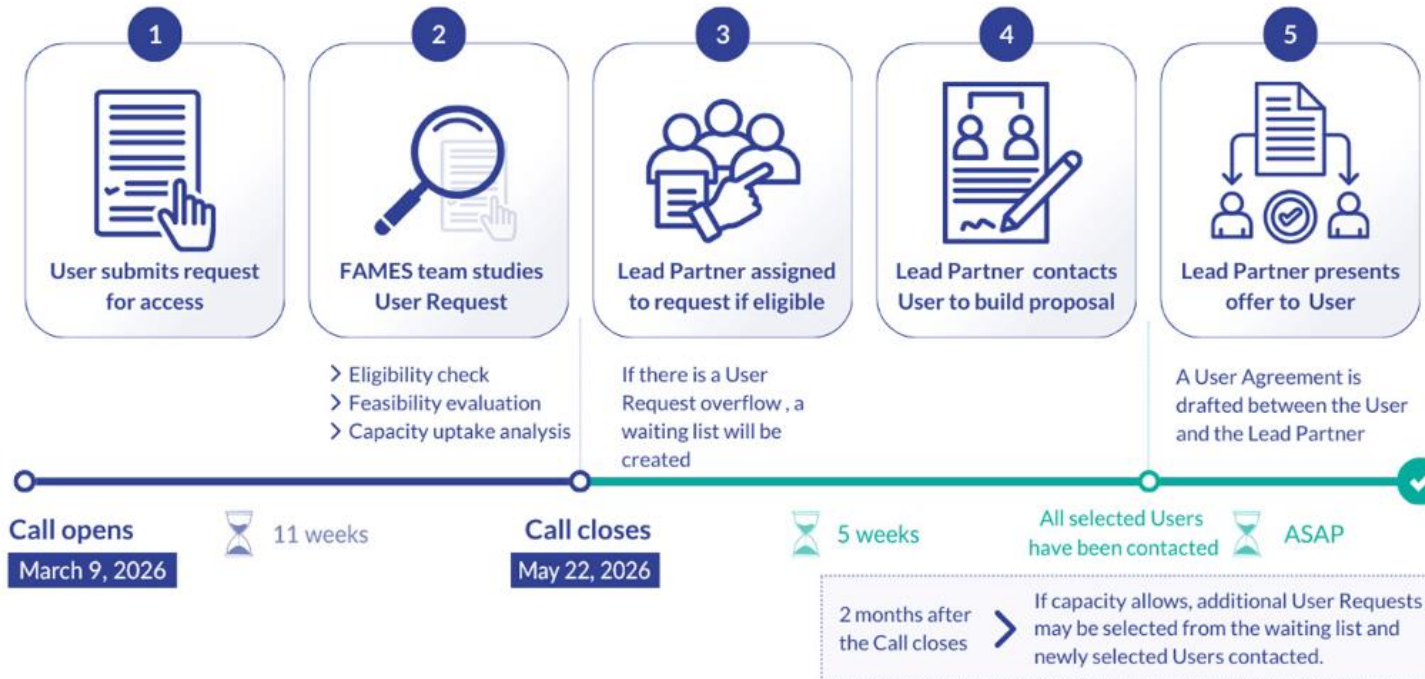 1
2
3
4
5
User submits request
for access
FAMES team studies
User Request
Lead Partner assigned
to request if eligible
Lead Partner contacts
User to build proposal
Lead Partner presents
offer to User
> Eligibility check
> Feasibility evaluation
> Capacity uptake analysis
If there is a User
Request overflow , a
waiting list will be
created
A User Agreement is
drafted between the User
and the Lead Partner
Call opens
March 9, 2026
11 weeks
Call closes
May 22, 2026
5 weeks
All selected Users
have been contacted
ASAP
2 months after
the Call closes
If capacity allows, additional User Requests
may be selected from the waiting list and
newly selected Users contacted.